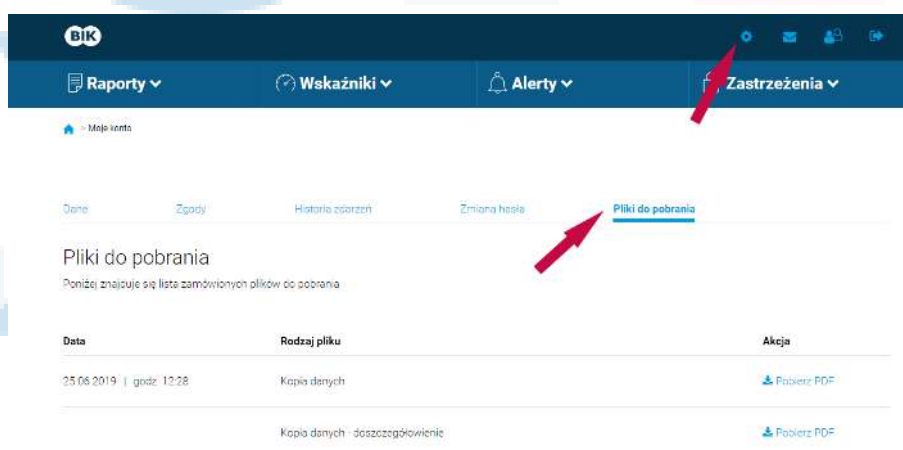 BIK
Raporty
Wskaźniki
Alerty
Zastrzeżenia
> Moje konto
Dane Zgody Historia zdarzeń Zmiana hasła Pliki do pobrania
Pliki do pobrania
Poniżej znajduje się lista zamówionych plików do pobrania
Data Rodzaj pliku Akcja
25.06.2019 | godz. 12:28 Kopia danych Pobierz PDF
Kopia danych - doszczegółowienie Pobierz PDF